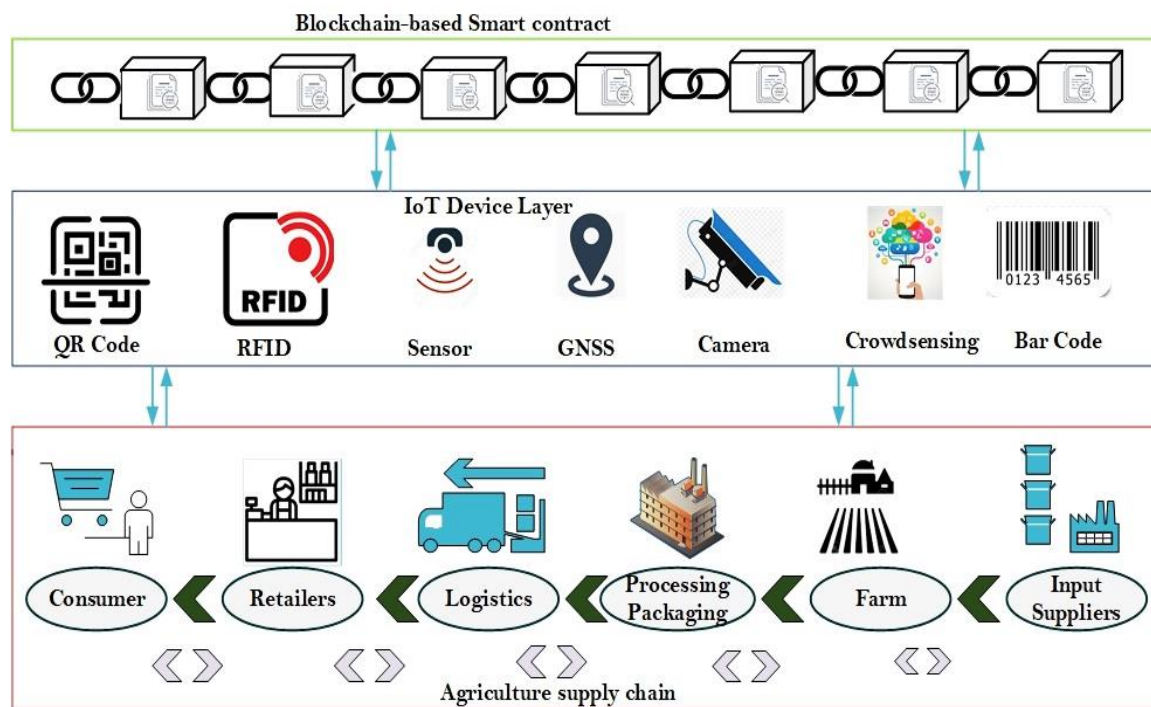 Blockchain-based Smart contract
IoT Device Layer
RFID
0123 4565
QR Code
RFID
Sensor
GNSS
Camera
Crowdsensing
Bar Code
Consumer
Retailers
Logistics
Processing
Packaging
Farm
Input
Suppliers
Agriculture supply chain